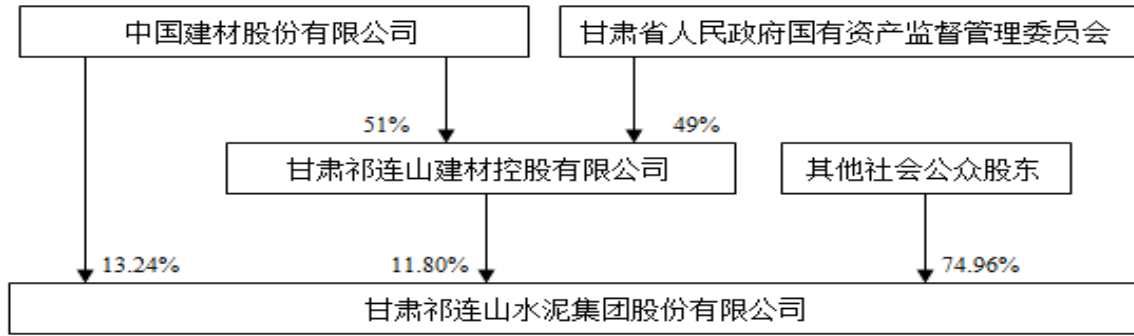 中国建材股份有限公司
甘肃省人民政府国有资产监督管理委员会
51%
49%
甘肃祁连山建材控股有限公司
其他社会公众股东
13.24%
11.80%
74.96%
甘肃祁连山水泥集团股份有限公司